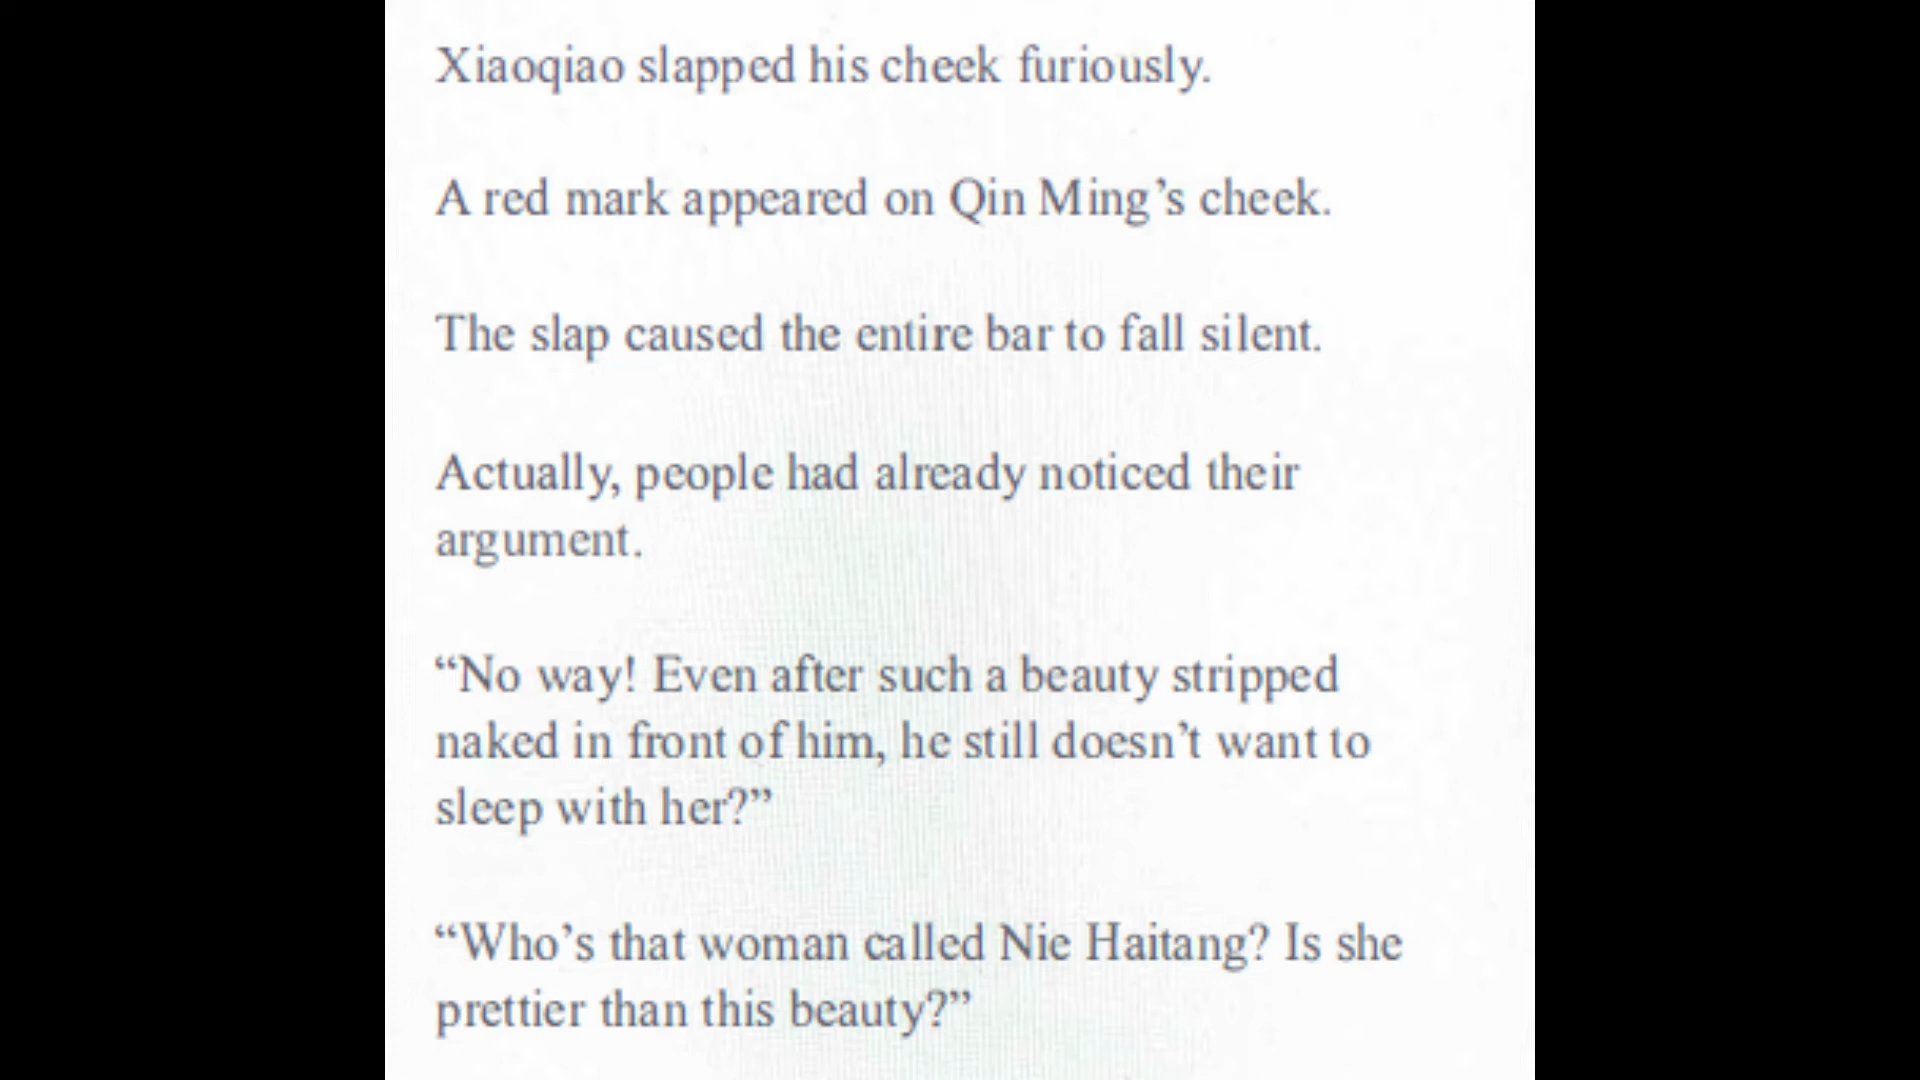 Xiaoqiao slapped his cheek furiously.
A red mark appeared on Qin Ming’s cheek.
The slap caused the entire bar to fall silent.
Actually, people had already noticed their
argument.
“No way! Even after such a beauty stripped
naked in front of him, he still doesn’t want to
sleep with her?”
“Who’s that woman called Nie Haitang? Is she
prettier than this beauty?”